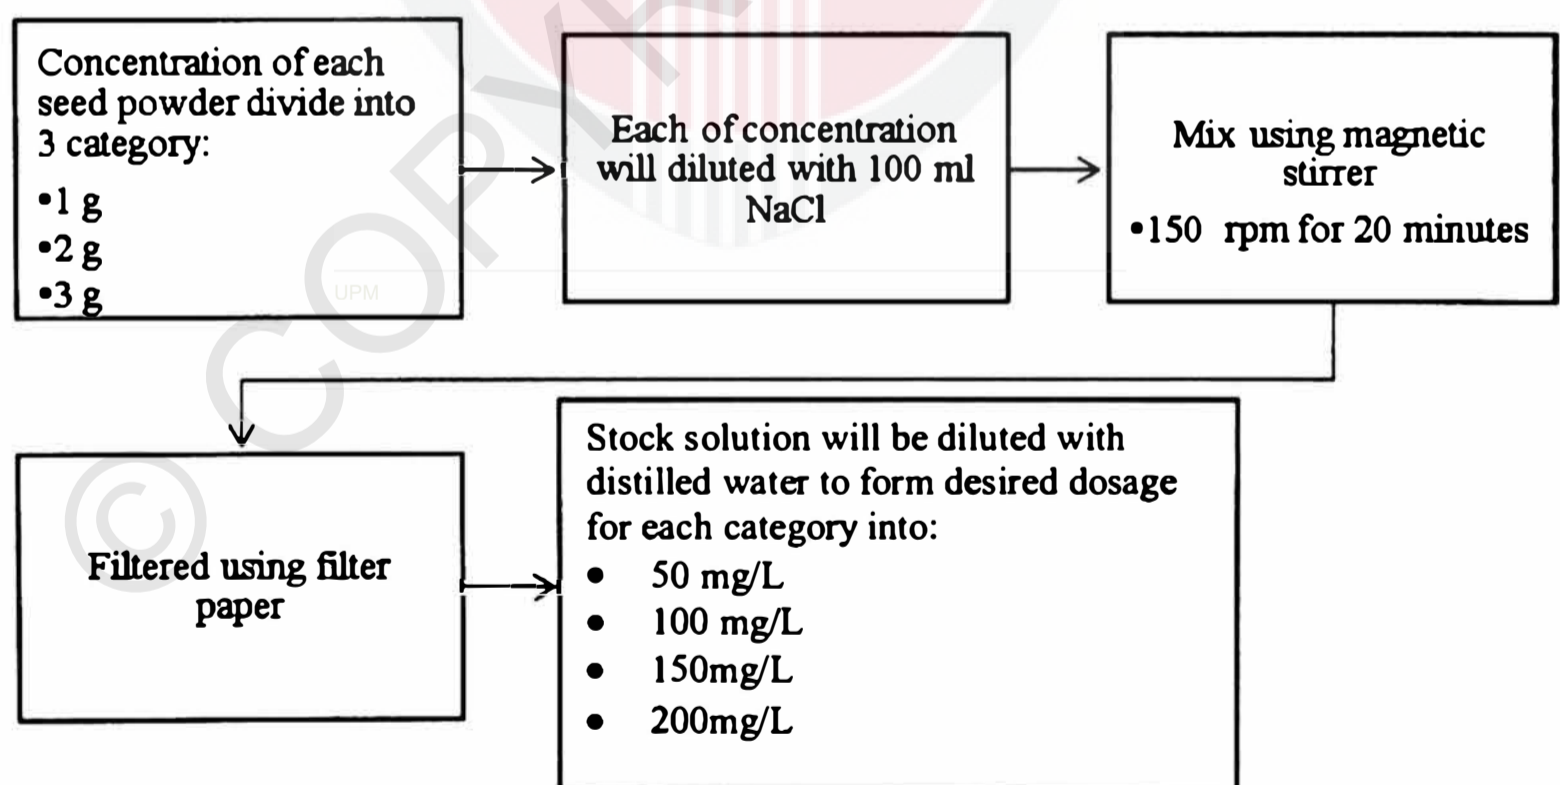 Concentration of each
seed powder divide into
3 category:
•1 g
•2 g
•3 g
Each of concentration
will diluted with 100 ml
NaCl
Mix using magnetic
stirrer
•150 rpm for 20 minutes
Filtered using filter
paper
Stock solution will be diluted with
distilled water to form desired dosage
for each category into:
• 50 mg/L
• 100 mg/L
• 150mg/L
• 200mg/L
© COPYR
UPM